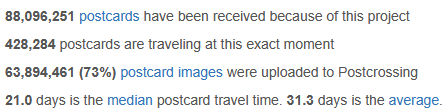 88,096,251 postcards have been received because of this project
428,284 postcards are traveling at this exact moment
63,894,461 (73%) postcard images were uploaded to Postcrossing
21.0 days is the median postcard travel time. 31.3 days is the average.